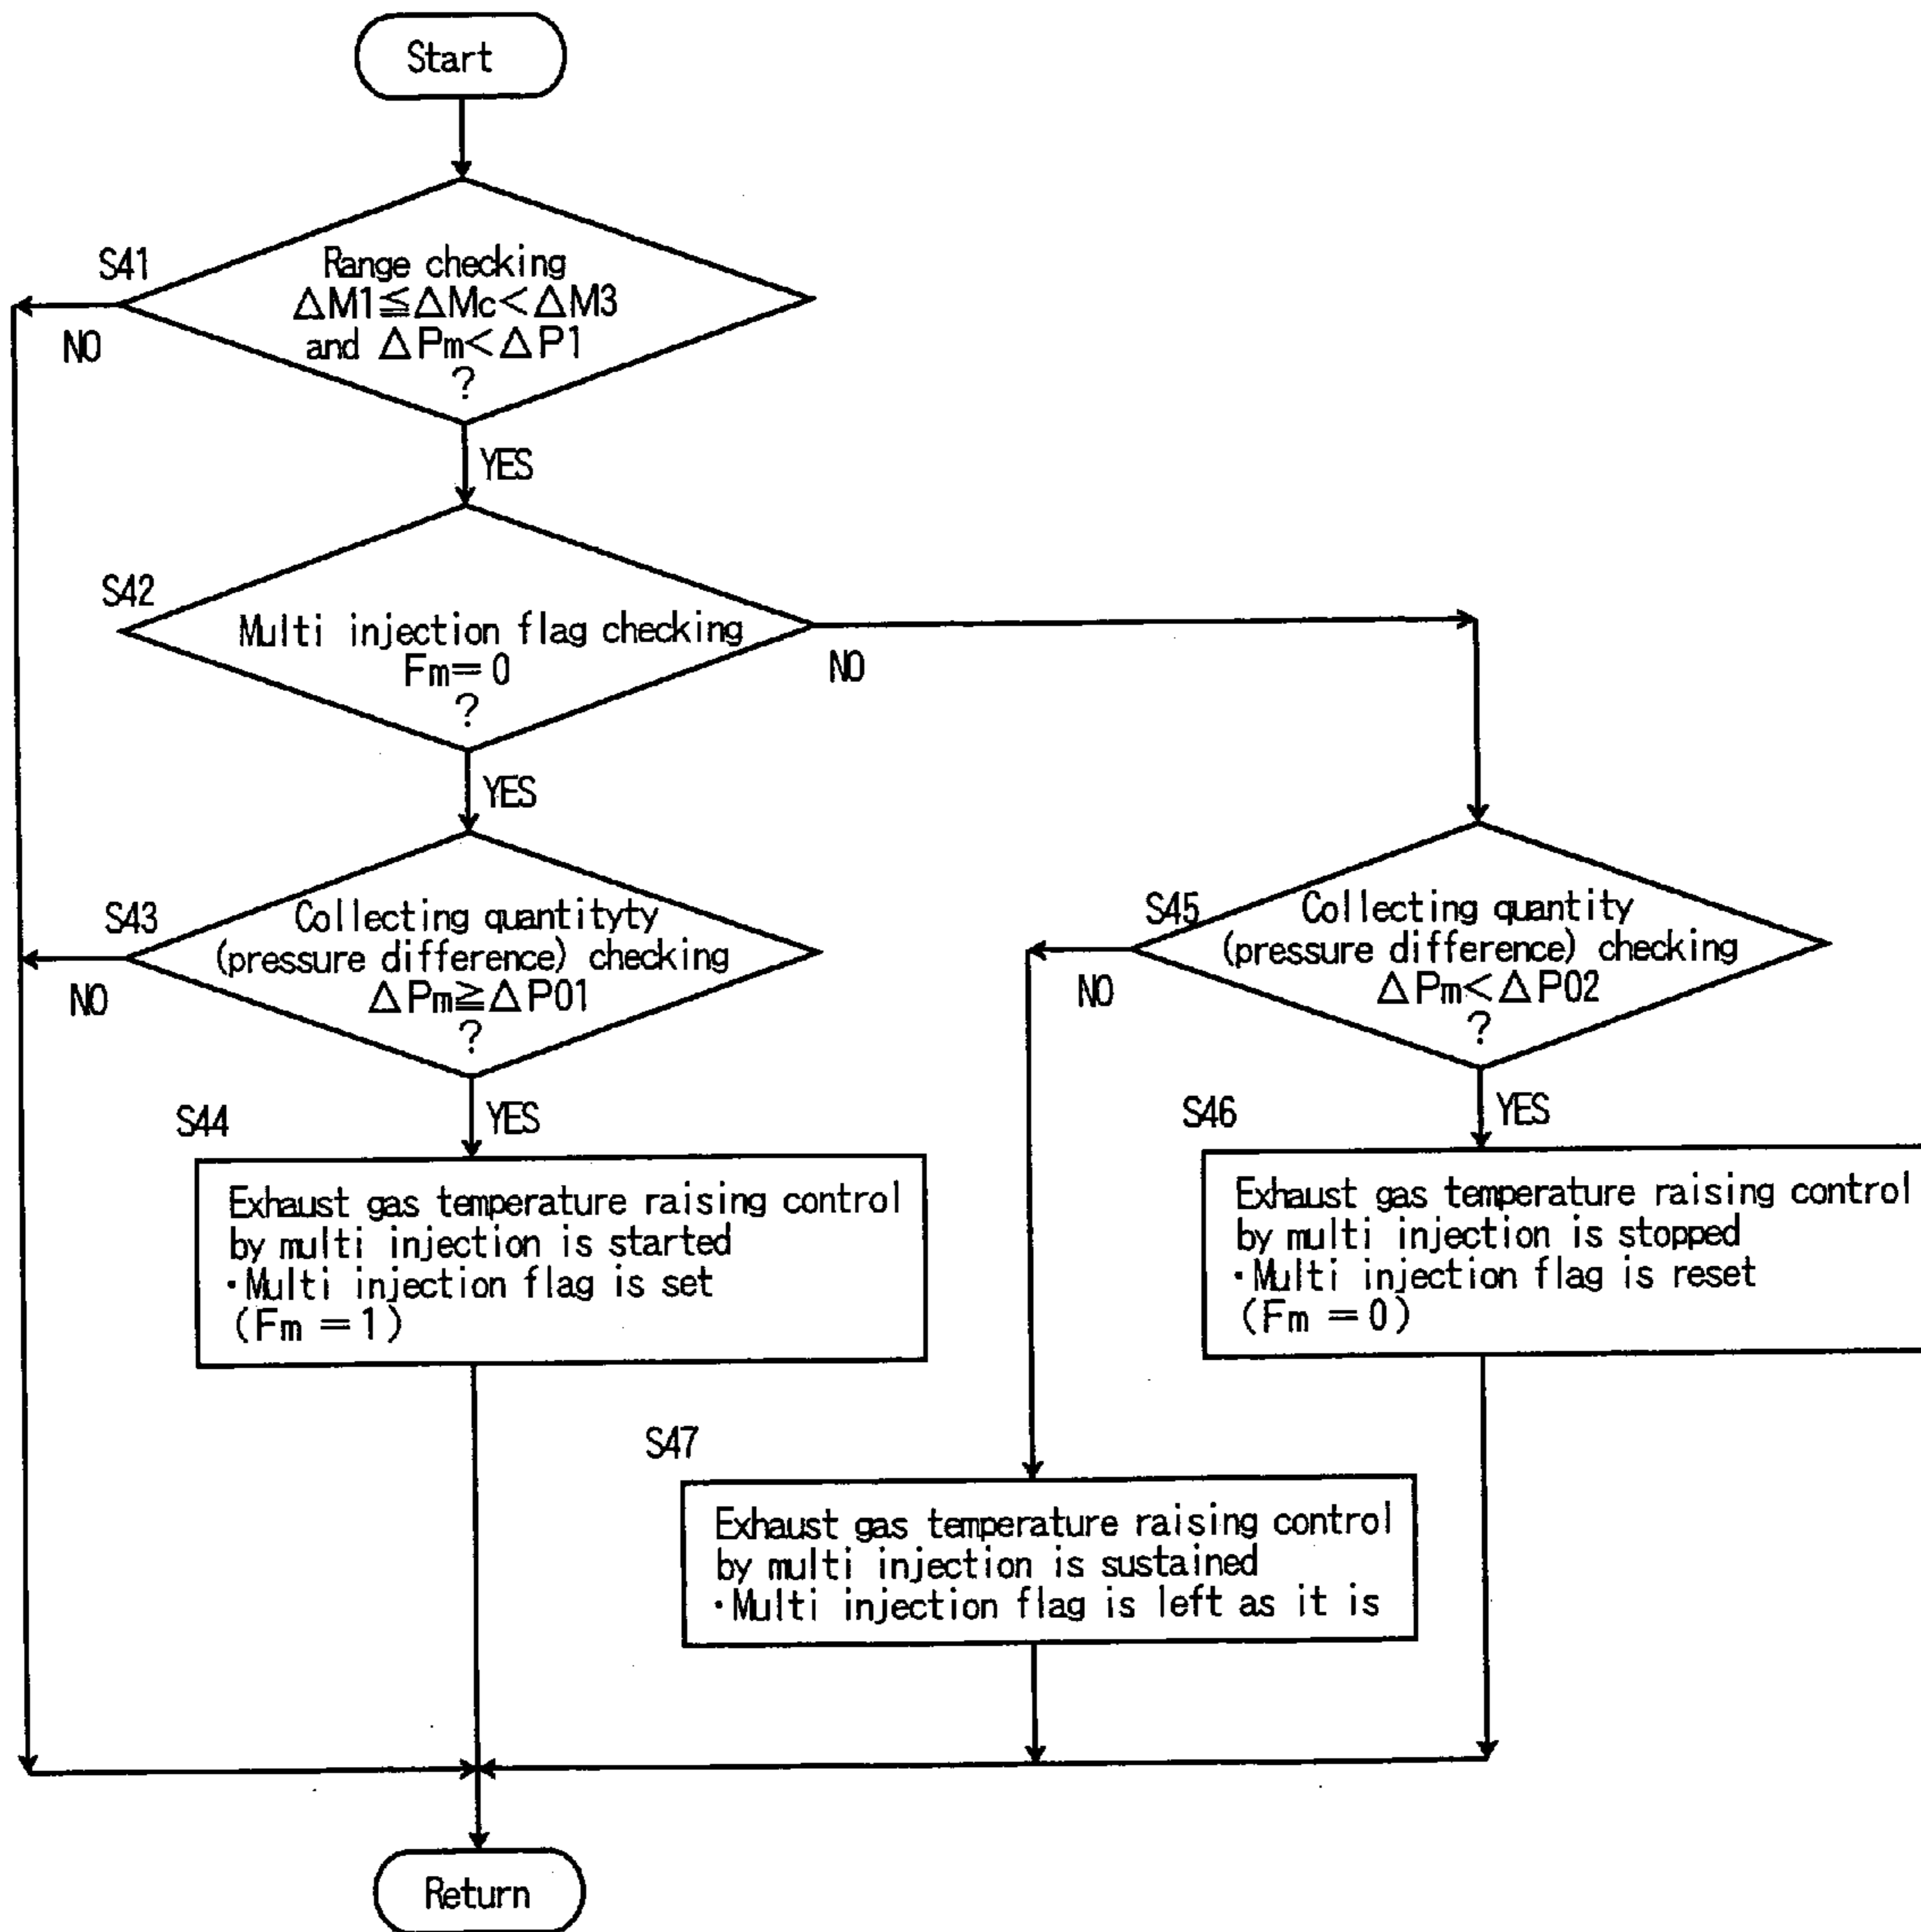 Start
S41
Range checking
ΔM1≦ΔMc<ΔM3
and ΔPm<ΔP1
?
NO
YES
S42
Multi injection flag checking
Fm=0
?
NO
YES
S43
Collecting quantityty
(pressure difference) checking
ΔPm≧ΔP01
?
NO
YES
S45
Collecting quantity
(pressure difference) checking
ΔPm<ΔP02
?
NO
YES
S44
Exhaust gas temperature raising control
by multi injection is started
・Multi injection flag is set
(Fm=1)
S46
Exhaust gas temperature raising control
by multi injection is stopped
・Multi injection flag is reset
(Fm=0)
S47
Exhaust gas temperature raising control
by multi injection is sustained
・Multi injection flag is left as it is
Return